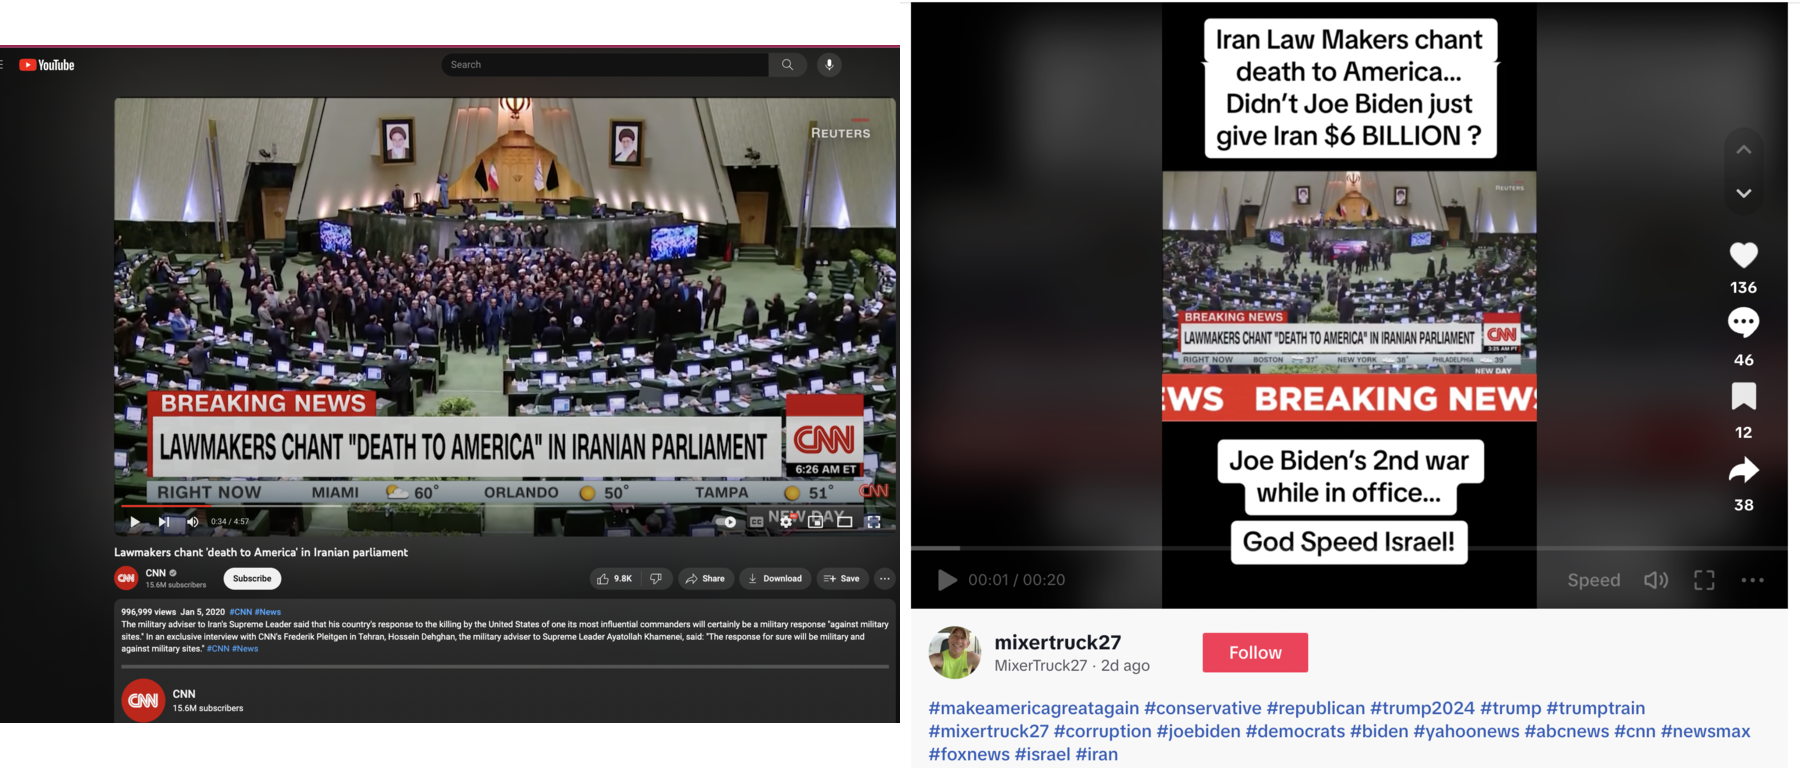 YouTube
Search
REUTERS
BREAKING NEWS
LAWMAKERS CHANT "DEATH TO AMERICA" IN IRANIAN PARLIAMENT
CNN
6:26 AM ET
RIGHT NOW MIAMI 60° ORLANDO 50° TAMPA 51°
CNN
NEW DAY
0:34 / 4:57
CC
Lawmakers chant 'death to America' in Iranian parliament
CNN
CNN
15.6M subscribers
Subscribe
9.8K
Share
Download
Save
996,999 views Jan 5, 2020 #CNN #News
The military adviser to Iran's Supreme Leader said that his country's response to the killing by the United States of one its most influential commanders will certainly be a military response "against military
sites." In an exclusive interview with CNN's Frederik Pleitgen in Tehran, Hossein Dehghan, the military adviser to Supreme Leader Ayatollah Khamenei, said: "The response for sure will be military and
against military sites." #CNN #News
CNN
CNN
15.6M subscribers
Iran Law Makers chant
death to America...
Didn't Joe Biden just
give Iran $6 BILLION ?
REUTERS
BREAKING NEWS
LAWMAKERS CHANT "DEATH TO AMERICA" IN IRANIAN PARLIAMENT
CNN
3:25 AM PT
RIGHT NOW BOSTON 37° NEW YORK 38° PHILADELPHIA 39°
NEW DAY
EWS BREAKING NEWS
Joe Biden's 2nd war
while in office...
God Speed Israel!
136
46
12
38
00:01 / 00:20
Speed
mixertruck27
MixerTruck27 · 2d ago
Follow
#makeamericagreatagain #conservative #republican #trump2024 #trump #trumptrain
#mixertruck27 #corruption #joebiden #democrats #biden #yahoonews #abcnews #cnn #newsmax
#foxnews #israel #iran